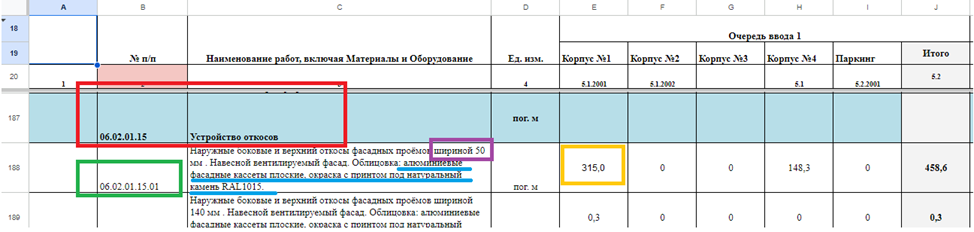 A B C D E F G H I J
18 Очередь ввода 1
19 № п/п Наименование работ, включая Материалы и Оборудование Ед. изм. Корпус №1 Корпус №2 Корпус №3 Корпус №4 Паркинг Итого
20 1 4 5.1.2001 5.1.2002 5.1 5.2.2001 5.2
187 06.02.01.15 Устройство откосов пог. м
Наружные боковые и верхний откосы фасадных проёмов шириной 50
188 мм . Навесной вентилируемый фасад. Облицовка: алюминиевые 315,0 0 0 148,3 0 458,6
фасадные кассеты плоские, окраска с принтом под натуральный
06.02.01.15.01 камень RAL1015. пог. м
Наружные боковые и верхний откосы фасадных проёмов шириной
189 140 мм . Навесной вентилируемый фасад. Облицовка: алюминиевые 0,3 0 0 0 0 0,3
фасадные кассеты плоские, окраска с принтом под натуральный